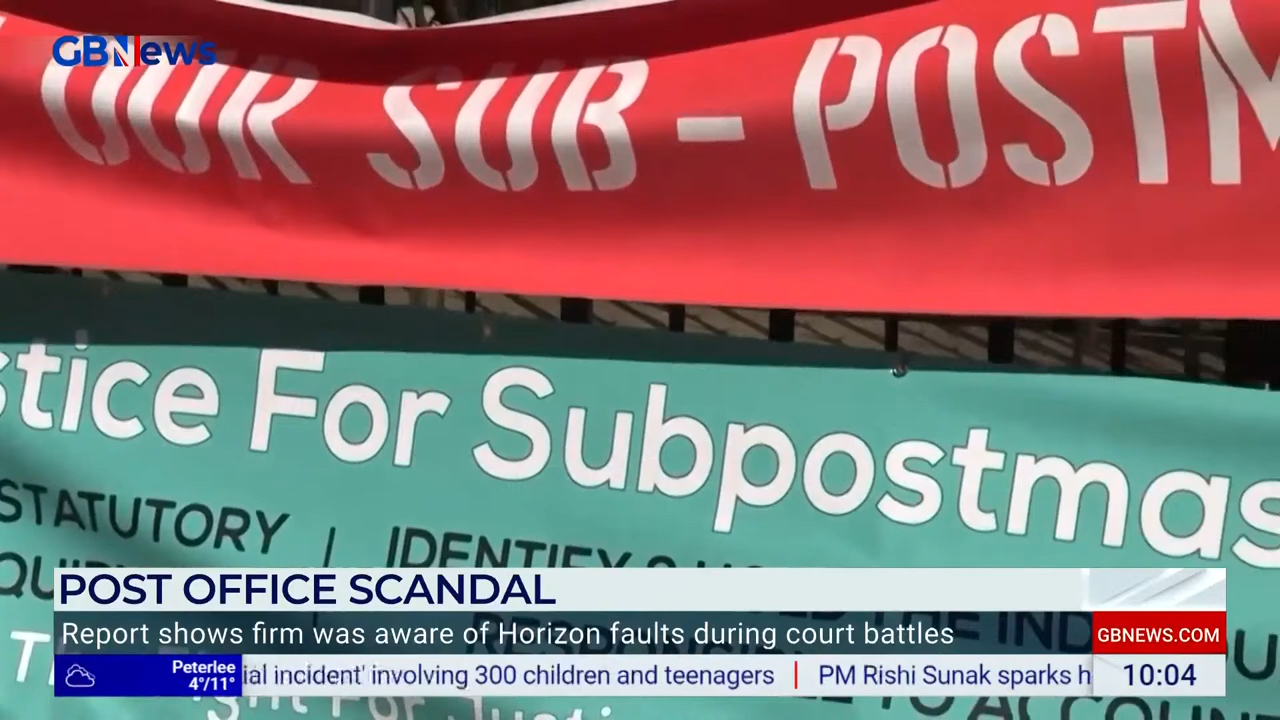 GBNews
OUR SUB - POSTM
stice For Subpostmas
STATUTORY | IDENTIFY
POST OFFICE SCANDAL
Report shows firm was aware of Horizon faults during court battles
GBNEWS.COM
Peterlee
4°/11°
ial incident' involving 300 children and teenagers | PM Rishi Sunak sparks h
10:04